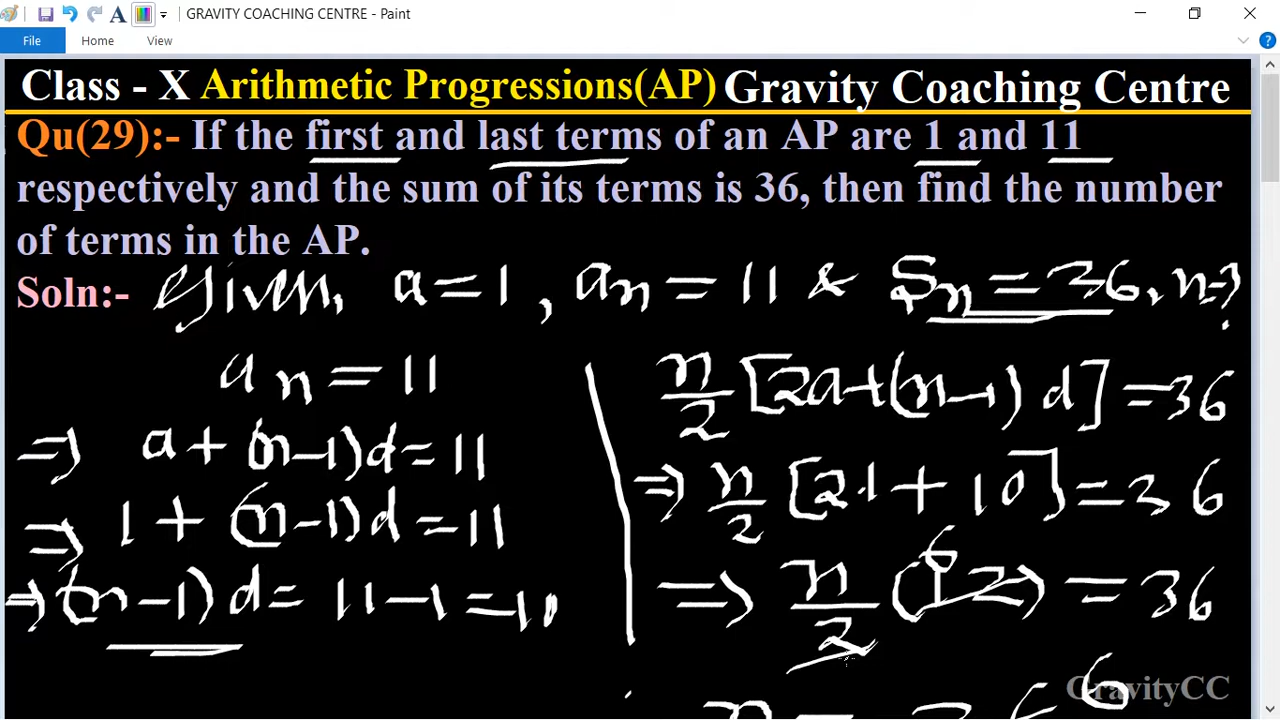 GRAVITY COACHING CENTRE - Paint
File Home View
Class - X Arithmetic Progressions(AP) Gravity Coaching Centre
Qu(29):- If the first and last terms of an AP are 1 and 11
respectively and the sum of its terms is 36, then find the number
of terms in the AP.
Soln:- Given, a = 1, an = 11 & Sn = 36, n = ?
an = 11
⇒ a + (n-1)d = 11
⇒ 1 + (n-1)d = 11
⇒ (n-1)d = 11 - 1 = 10
n/2 [2a + (n-1)d] = 36
⇒ n/2 [2·1 + 10] = 36
⇒ n/2 (12) = 36
6
6
GravityCC